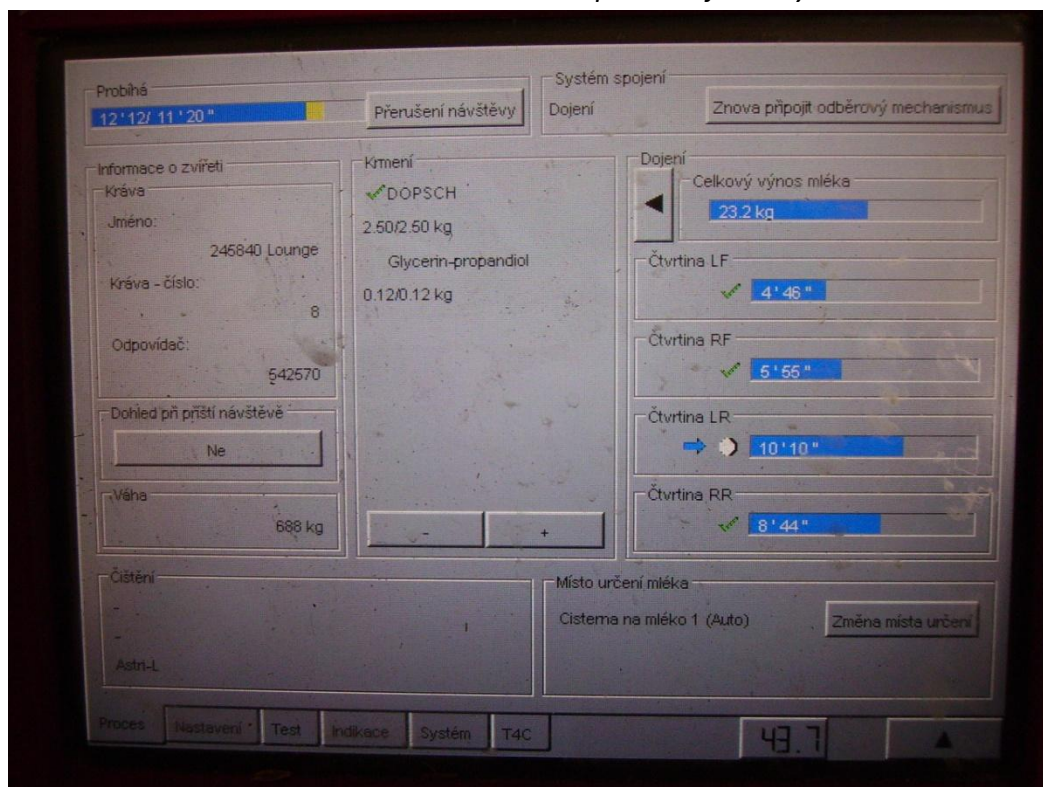 Probíhá
12'12/ 11'20"
Přerušení návštěvy
Systém spojení
Dojení
Znova připojit odběrový mechanismus
Informace o zvířeti
Kráva
Jméno:
245840 Lounge
Kráva - číslo:
8
Odpovídač:
542570
Dohled při příští návštěvě
Ne
Váha
688 kg
Krmení
DOPSCH
2.50/2.50 kg
Glycerin-propandiol
0.12/0.12 kg
-
+
Dojení
Celkový výnos mléka
23.2 kg
Čtvrtina LF
4'46"
Čtvrtina RF
5'55"
Čtvrtina LR
10'10"
Čtvrtina RR
8'44"
Čištění
-
-
Astri-L
Místo určení mléka
Cisterna na mléko 1 (Auto)
Změna místa určení
Proces
Nastavení
Test
Indikace
Systém
T4C
43.7